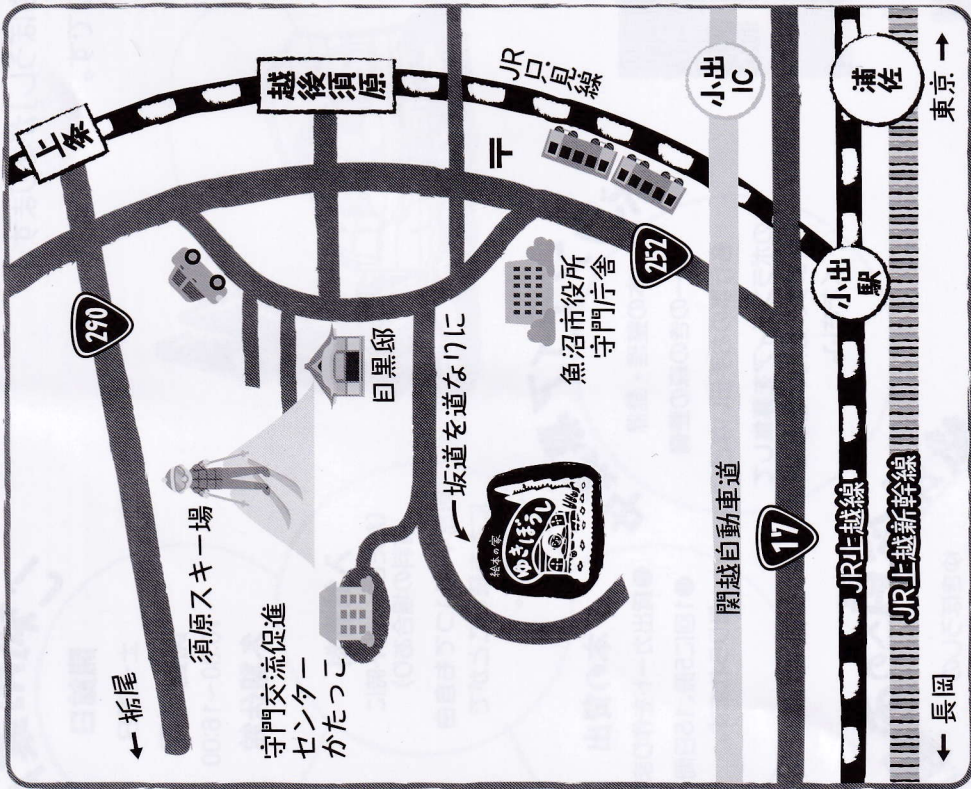 上条
越後須原
JR只見線
小出IC
浦佐
東京→
〒
290
252
小出駅
魚沼市役所
守門庁舎
目黒邸
坂道を道なりに
須原スキー場
守門交流促進
センター
かたっこ
絵本の家
ゆきぼうし
関越自動車道
17
JR上越線
JR上越新幹線
←栃尾
←長岡